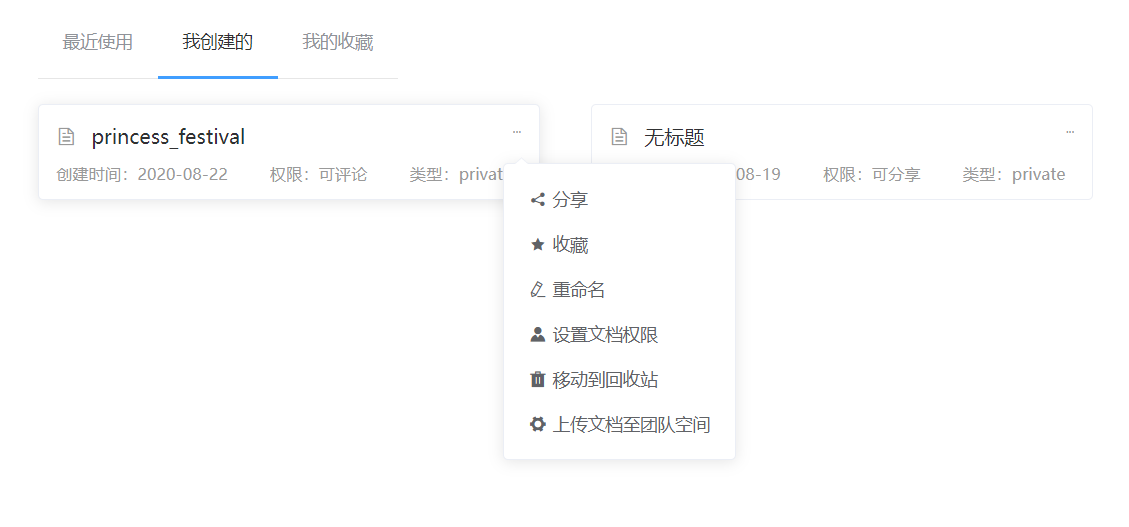 最近使用 我创建的 我的收藏
princess_festival
创建时间：2020-08-22 权限：可评论 类型：privat
无标题
08-19 权限：可分享 类型：private
分享
收藏
重命名
设置文档权限
移动到回收站
上传文档至团队空间